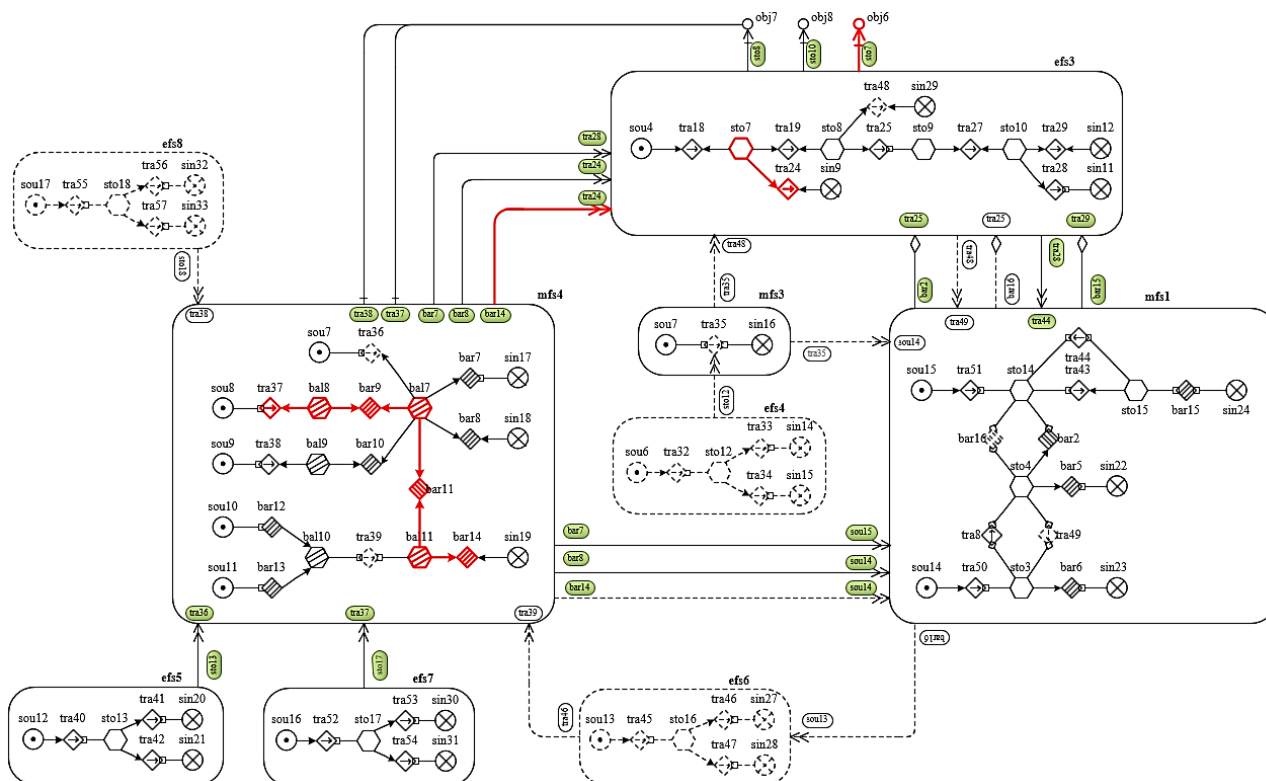 obj7 obj8 obj6
sto8 sto10 sto7
efs3
tra48 sin29
sou4 tra18 sto7 tra19 sto8 tra25 sto9 tra27 sto10 tra29 sin12
tra24 sin9 tra28 sin11
tra28
tra24
tra24
tra25 tra48 tra25 tra29
tra48 tra28
bar2 bar16 bar15
efs8
tra56 sin32
sou17 tra55 sto18
tra57 sin33
sto18
tra38
tra38 tra37 bar7 bar8 bar14
mfs4
sou7 tra36
bar7 sin17
sou8 tra37 bal8 bar9 bal7
bar8 sin18
sou9 tra38 bal9 bar10
bar11
sou10 bar12
bal10 tra39 bal11 bar14 sin19
sou11 bar13
tra36 tra37 tra39
tra48
tra35
mfs3
sou7 tra35 sin16
tra35
sou14
sto12
efs4
tra33 sin14
sou6 tra32 sto12
tra34 sin15
mfs1
tra49 tra44
tra44
sou15 tra51 sto14 tra43
sto15 bar15 sin24
bar16 bar2
sto4 bar5 sin22
tra8 tra49
sou14 tra50 sto3 bar6 sin23
bar7 sou15
bar8 sou14
bar14 sou14
bar16
sto13 sto17
efs5
tra41 sin20
sou12 tra40 sto13
tra42 sin21
efs7
tra53 sin30
sou16 tra52 sto17
tra54 sin31
efs6
tra46 sin27
sou13 tra45 sto16
tra47 sin28
tra46
sou13